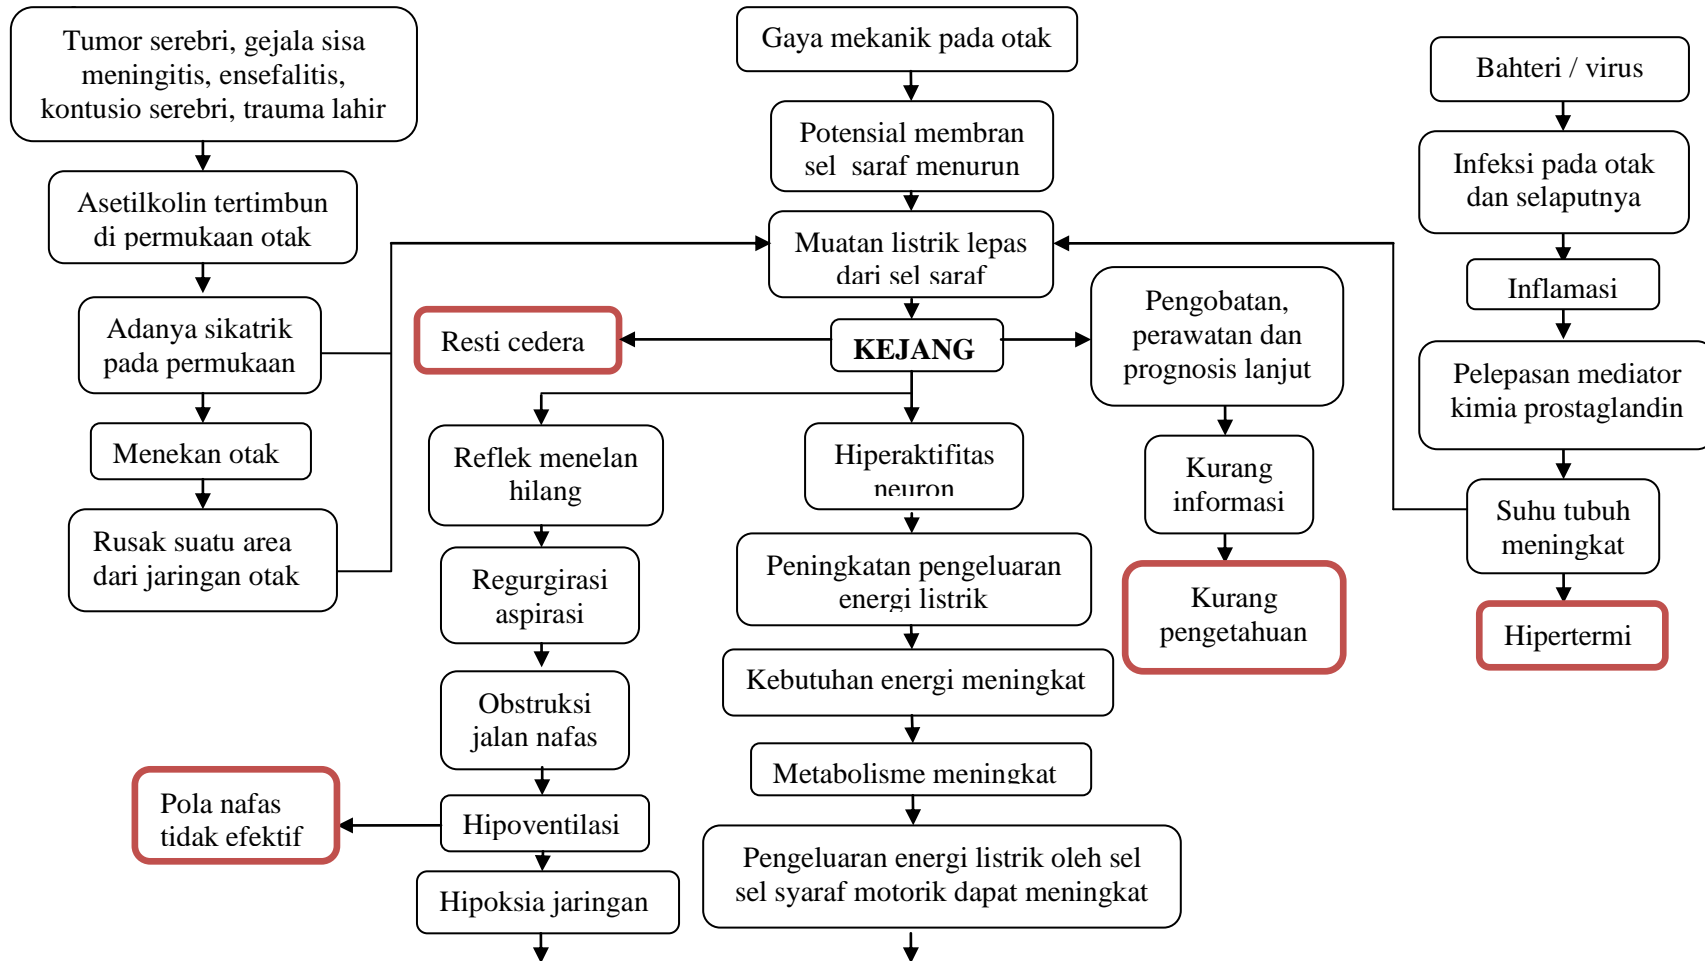 Tumor serebri, gejala sisa
meningitis, ensefalitis,
kontusio serebri, trauma lahir
Asetilkolin tertimbun
di permukaan otak
Adanya sikatrik
pada permukaan
Menekan otak
Rusak suatu area
dari jaringan otak
Gaya mekanik pada otak
Potensial membran
sel saraf menurun
Muatan listrik lepas
dari sel saraf
KEJANG
Resti cedera
Reflek menelan
hilang
Regurgirasi
aspirasi
Obstruksi
jalan nafas
Hipoventilasi
Pola nafas
tidak efektif
Hipoksia jaringan
Hiperaktifitas
neuron
Peningkatan pengeluaran
energi listrik
Kebutuhan energi meningkat
Metabolisme meningkat
Pengeluaran energi listrik oleh sel
sel syaraf motorik dapat meningkat
Pengobatan,
perawatan dan
prognosis lanjut
Kurang
informasi
Kurang
pengetahuan
Bahteri / virus
Infeksi pada otak
dan selaputnya
Inflamasi
Pelepasan mediator
kimia prostaglandin
Suhu tubuh
meningkat
Hipertermi